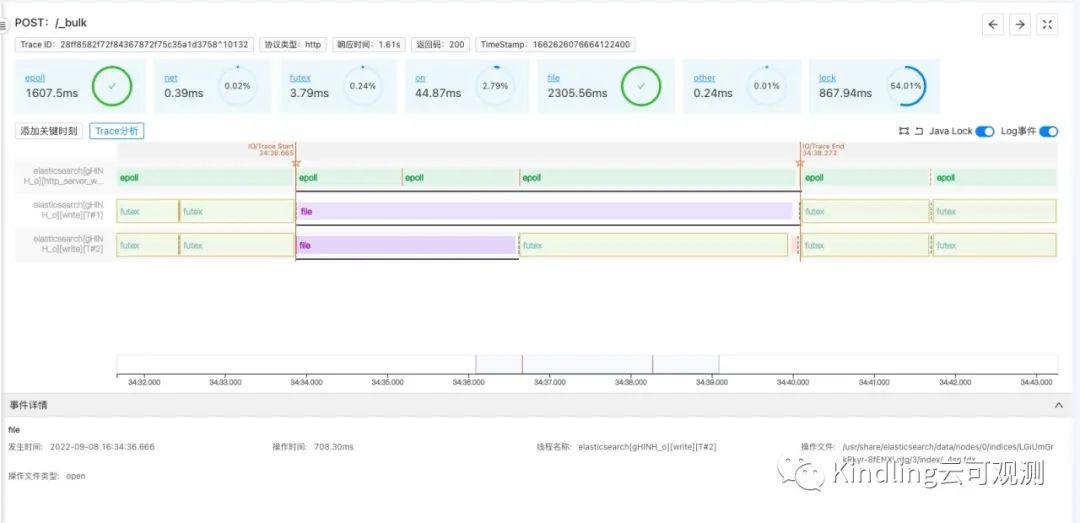 POST: /_bulk
Trace ID: 28ff8582f72f84367872f75c35a1d3758^10132 协议类型: http 响应时间: 1.61s 返回码: 200 TimeStamp: 1662626076664122400
epoll net futex on file other lock
1607.5ms 0.39ms 0.02% 3.79ms 0.24% 44.87ms 2.79% 2305.56ms 0.24ms 0.01% 867.94ms 54.01%
添加关键时刻 Trace分析 Java Lock Log事件
IO/Trace Start IO/Trace End
34:36.665 34:38.272
elasticsearch[gHIN
H_o][http_server_w... epoll epoll epoll epoll epoll epoll
elasticsearch[gHIN
H_o][write][T#1] futex futex file futex futex
elasticsearch[gHIN
H_o][write][T#2] futex futex file futex futex futex
34:32.000 34:33.000 34:34.000 34:35.000 34:36.000 34:37.000 34:38.000 34:39.000 34:40.000 34:41.000 34:42.000 34:43.000
事件详情
file
发生时间: 2022-09-08 16:34:36.666 操作时间: 708.30ms 线程名称: elasticsearch[gHINH_o][write][T#2] 操作文件: /usr/share/elasticsearch/data/nodes/0/indices/LGiUmGr
操作文件类型: open
Kindling云可观测